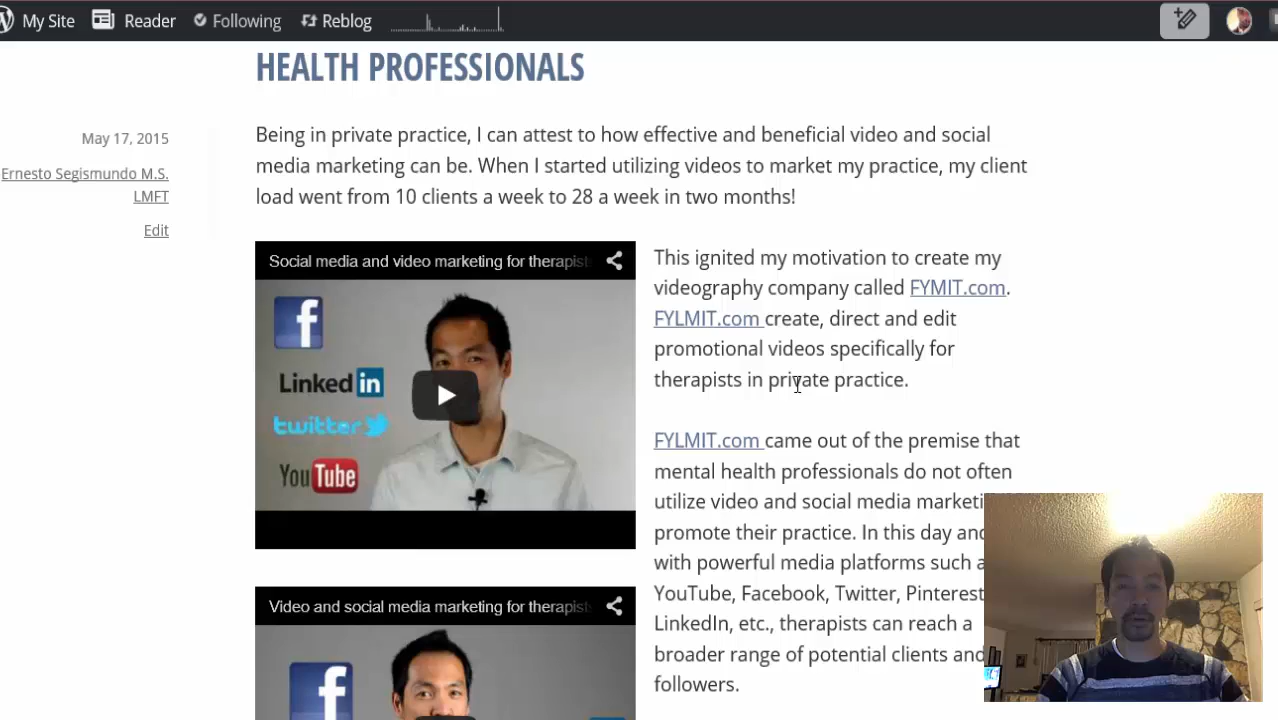 My Site
Reader
Following
Reblog
HEALTH PROFESSIONALS
May 17, 2015
Ernesto Segismundo M.S.
LMFT
Edit
Being in private practice, I can attest to how effective and beneficial video and social
media marketing can be. When I started utilizing videos to market my practice, my client
load went from 10 clients a week to 28 a week in two months!
Social media and video marketing for therapists
f
Linked in
twitter
You Tube
This ignited my motivation to create my
videography company called FYMIT.com.
FYLMIT.com create, direct and edit
promotional videos specifically for
therapists in private practice.
FYLMIT.com came out of the premise that
mental health professionals do not often
utilize video and social media marketi
promote their practice. In this day and
with powerful media platforms such a
YouTube, Facebook, Twitter, Pinterest
LinkedIn, etc., therapists can reach a
broader range of potential clients and
followers.
Video and social media marketing for therapists
f